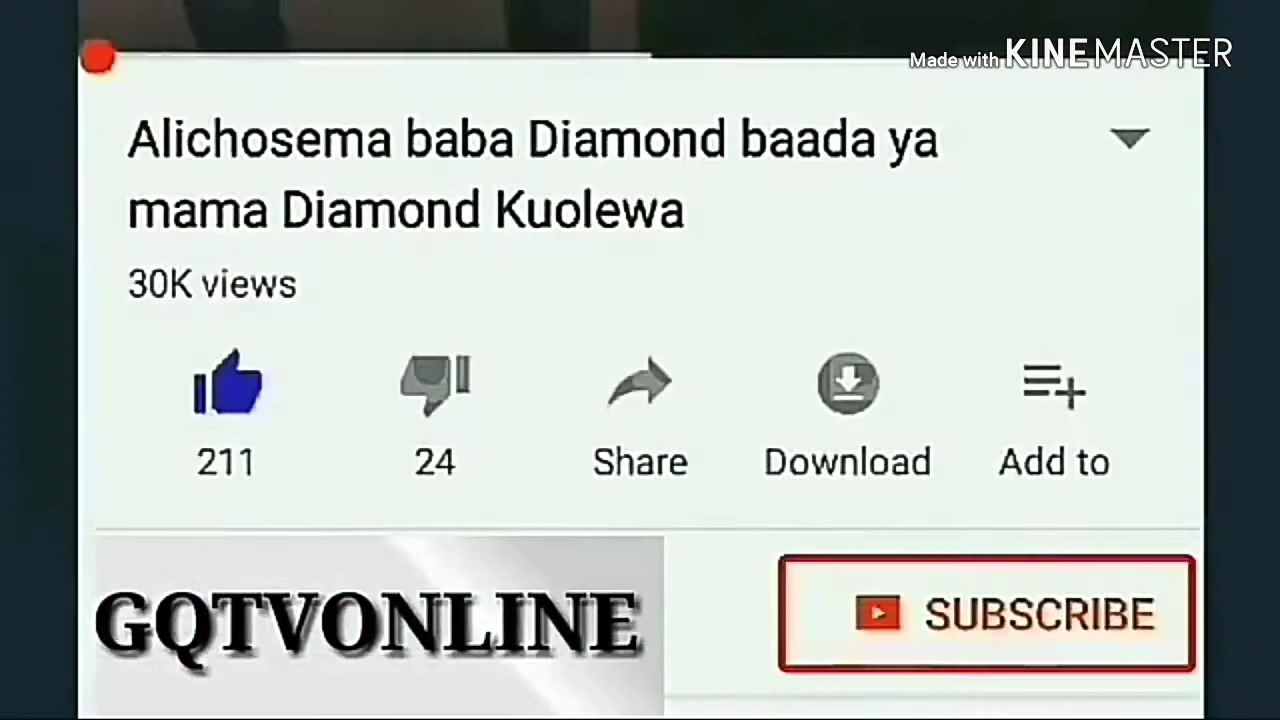 Made with KINEMASTER
Alichosema baba Diamond baada ya
mama Diamond Kuolewa
30K views
211
24
Share
Download
Add to
GQTVONLINE
SUBSCRIBE